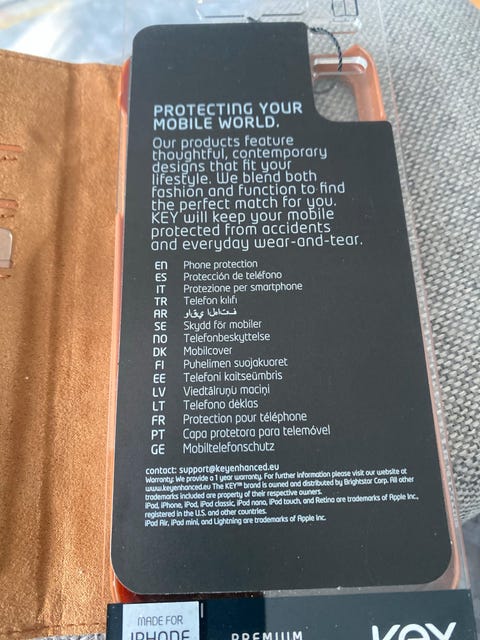 PROTECTING YOUR
MOBILE WORLD.
Our products feature
thoughtful, contemporary
designs that fit your
lifestyle. We blend both
fashion and function to find
the perfect match for you.
KEY will keep your mobile
protected from accidents
and everyday wear-and-tear.
EN Phone protection
ES Protección de teléfono
IT Protezione per smartphone
TR Telefon kılıfı
AR
SE Skydd för mobiler
NO Telefonbeskyttelse
DK Mobilcover
FI Puhelimen suojakuoret
EE Telefoni kaitseümbris
LV Viedtālruņu maciņi
LT Telefono dėklas
FR Protection pour téléphone
PT Capa protetora para telemóvel
GE Mobiltelefonschutz
contact: support@keyenhanced.eu
Warranty: We provide a 1 year warranty. For further information please visit our website at
www.keyenhanced.eu The KEY™ brand is owned and distributed by Brightstar Corp. All other
trademarks included are property of their respective owners.
iPad, iPhone, iPod, iPod classic, iPod nano, iPod touch, and Retina are trademarks of Apple Inc.,
registered in the U.S. and other countries.
iPad Air, iPad mini, and Lightning are trademarks of Apple Inc.
MADE FOR
IPHONE
PREMIUM
KEY